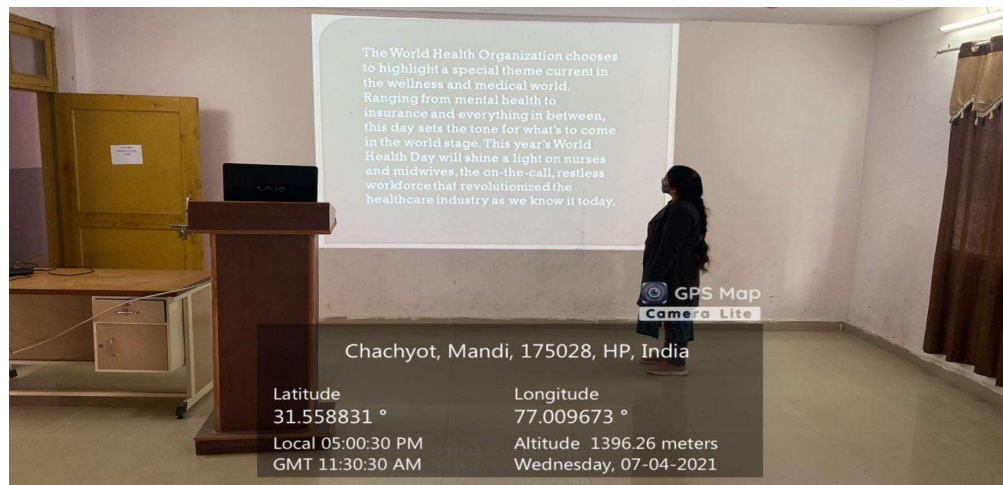 The World Health Organization chooses
to highlight a special theme current in
the wellness and medical world.
Ranging from mental health to
insurance and everything in between,
this day sets the tone for what's to come
in the world stage. This year's World
Health Day will shine a light on nurses
and midwives, the on-the-call, restless
workforce that revolutionized the
healthcare industry as we know it today.
VAIO
GPS Map
Camera Lite
Chachyot, Mandi, 175028, HP, India
Latitude
31.558831 °
Longitude
77.009673 °
Local 05:00:30 PM
GMT 11:30:30 AM
Altitude 1396.26 meters
Wednesday, 07-04-2021